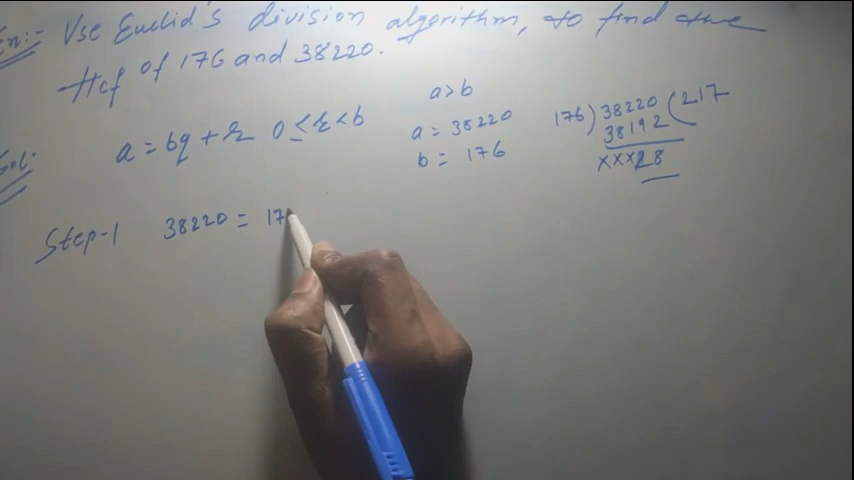 Ex:- Use Euclid's division algorithm, to find the
Hcf of 176 and 38220.
Sol.
a = bq + r 0 ≤ r < b
a > b
a = 38220
b = 176
176) 38220 (217
38192
xxx28
Step-1 38220 = 17